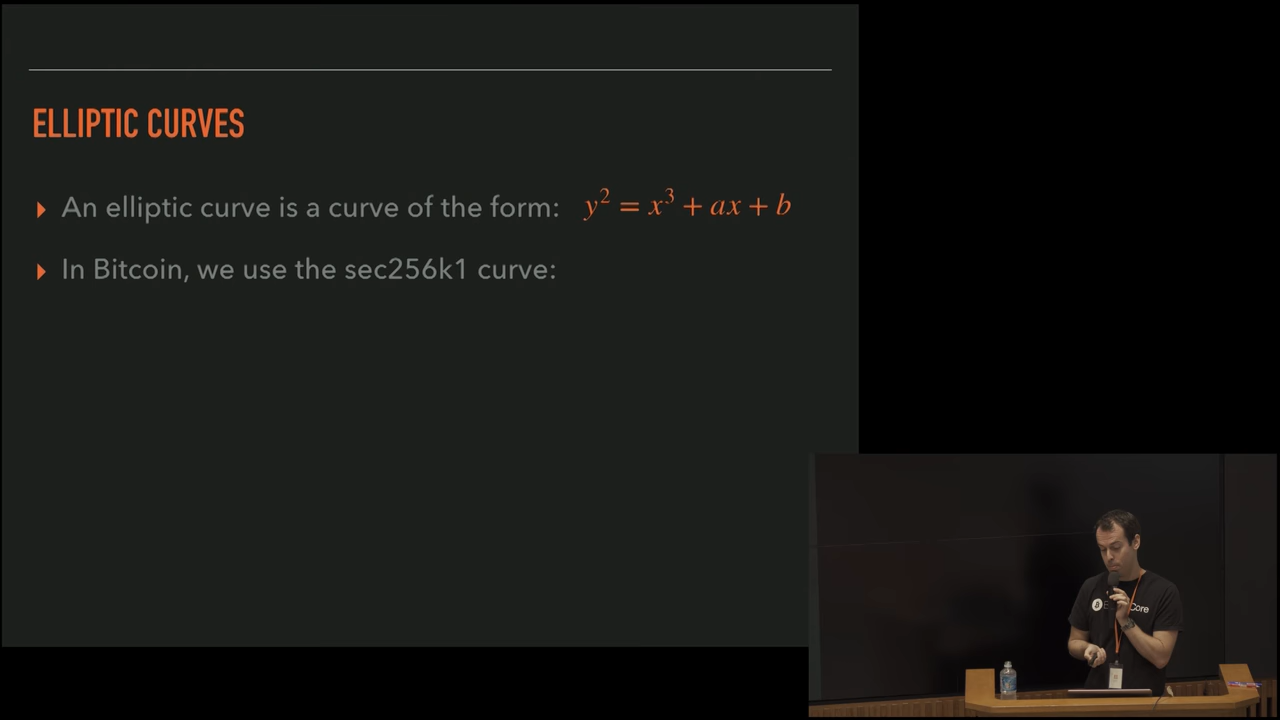 ELLIPTIC CURVES
An elliptic curve is a curve of the form: y² = x³ + ax + b
In Bitcoin, we use the sec256k1 curve:
Core